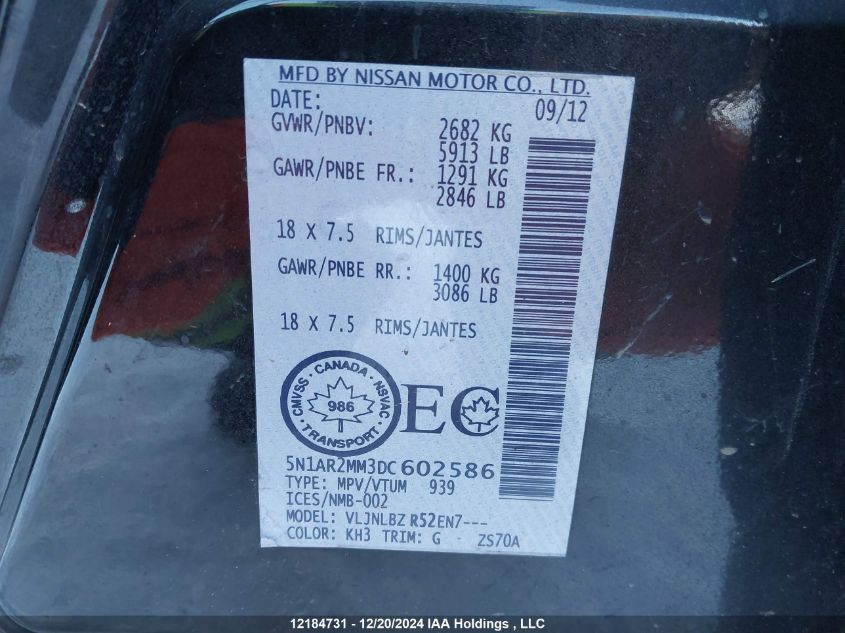 MFD BY NISSAN MOTOR CO., LTD.
DATE: 09/12
GVWR/PNBV: 2682 KG
5913 LB
GAWR/PNBE FR.: 1291 KG
2846 LB
18 X 7.5 RIMS/JANTES
GAWR/PNBE RR.: 1400 KG
3086 LB
18 X 7.5 RIMS/JANTES
CMVSS · CANADA · NSVAC
986
· TRANSPORT ·
EC
5N1AR2MM3DC602586
TYPE: MPV/VTUM 939
ICES/NMB-002
MODEL: VLJNLBZ R52EN7---
COLOR: KH3 TRIM: G ZS70A
12184731 - 12/20/2024 IAA Holdings , LLC